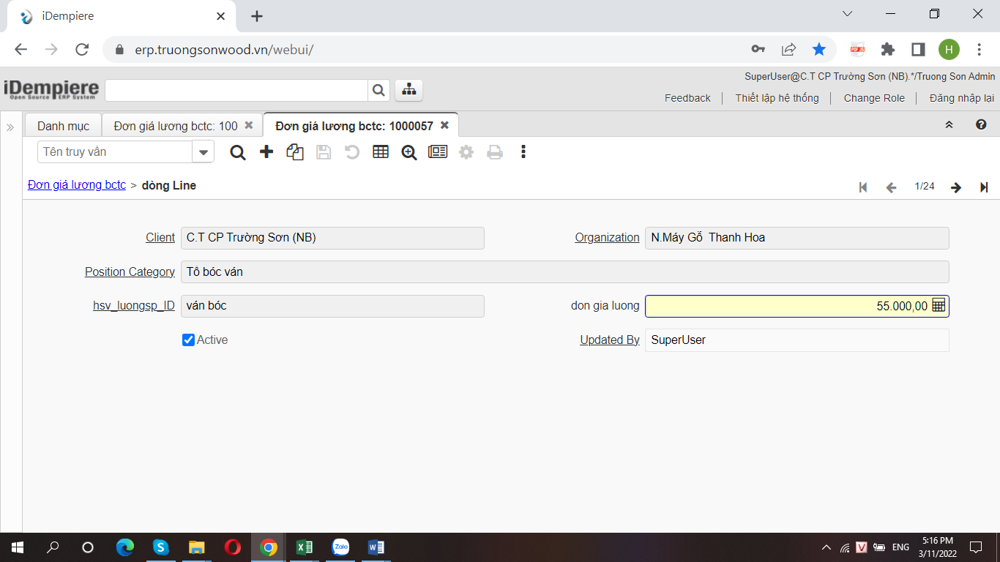 iDempiere
erp.truongsonwood.vn/webui/
H
iDempiere
Open Source ERP System
SuperUser@C.T CP Trường Sơn (NB).*/Truong Son Admin
Feedback
Thiết lập hệ thống
Change Role
Đăng nhập lại
Danh mục
Đơn giá lương bctc: 100
Đơn giá lương bctc: 1000057
Tên truy vấn
Đơn giá lương bctc > dòng Line
1/24
Client C.T CP Trường Sơn (NB)
Organization N.Máy Gỗ Thanh Hoa
Position Category Tổ bóc ván
hsv_luongsp_ID ván bóc
don gia luong 55.000,00
Active
Updated By SuperUser
Zalo
ENG
5:16 PM
3/11/2022